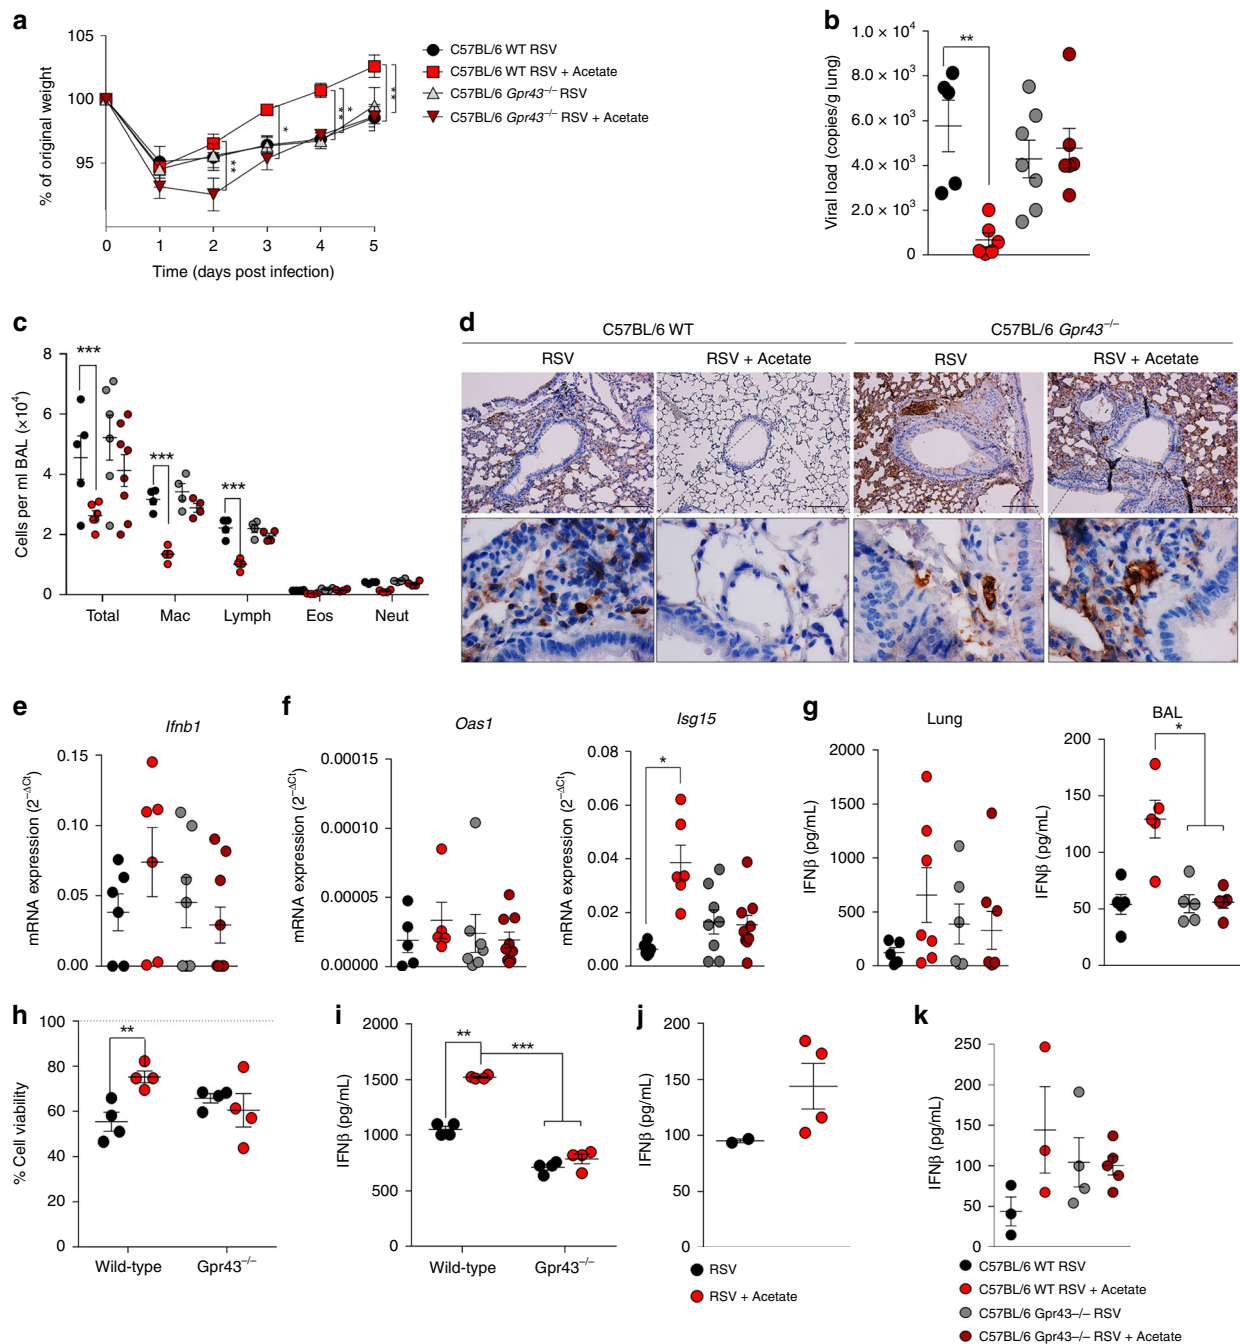 a
105
100
95
% of original weight
0 1 2 3 4 5
Time (days post infection)
C57BL/6 WT RSV
C57BL/6 WT RSV + Acetate
C57BL/6 Gpr43–/– RSV
C57BL/6 Gpr43–/– RSV + Acetate
***
*
**
*
**
b
Viral load (copies/g lung)
1.0 × 10⁴
8.0 × 10³
6.0 × 10³
4.0 × 10³
2.0 × 10³
0
**
c
Cells per ml BAL (×10⁴)
8
6
4
2
0
***
***
***
Total Mac Lymph Eos Neut
d
C57BL/6 WT
C57BL/6 Gpr43–/–
RSV
RSV + Acetate
RSV
RSV + Acetate
e
Ifnb1
mRNA expression (2–ΔCt)
0.15
0.10
0.05
0.00
f
Oas1
mRNA expression (2–ΔCt)
0.00015
0.00010
0.00005
0.00000
Isg15
mRNA expression (2–ΔCt)
0.08
0.06
0.04
0.02
0.00
*
g
Lung
IFNβ (pg/mL)
2000
1500
1000
500
0
BAL
IFNβ (pg/mL)
200
150
100
50
0
*
h
% Cell viability
100
80
60
40
20
0
**
Wild-type Gpr43–/–
i
IFNβ (pg/mL)
2000
1500
1000
500
0
**
***
Wild-type Gpr43–/–
j
IFNβ (pg/mL)
200
150
100
50
0
RSV
RSV + Acetate
k
IFNβ (pg/mL)
250
200
150
100
50
0
C57BL/6 WT RSV
C57BL/6 WT RSV + Acetate
C57BL/6 Gpr43–/– RSV
C57BL/6 Gpr43–/– RSV + Acetate